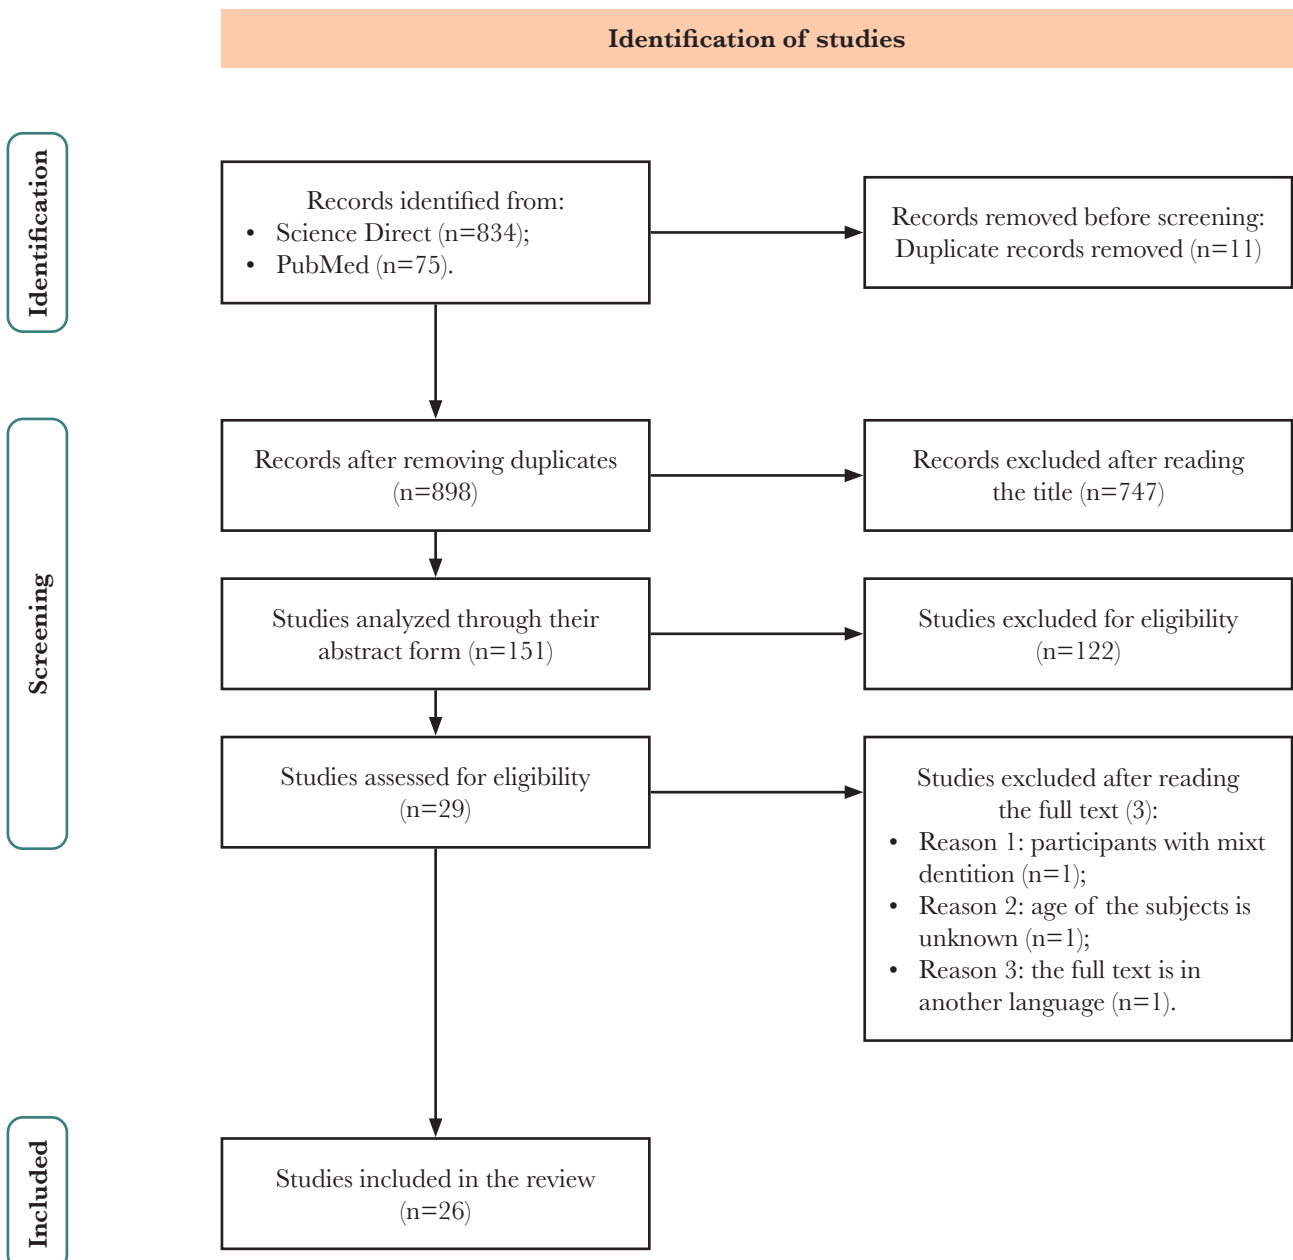 Identification of studies
Identification
Records identified from:
• Science Direct (n=834);
• PubMed (n=75).
Records removed before screening:
Duplicate records removed (n=11)
Screening
Records after removing duplicates
(n=898)
Records excluded after reading
the title (n=747)
Studies analyzed through their
abstract form (n=151)
Studies excluded for eligibility
(n=122)
Studies assessed for eligibility
(n=29)
Studies excluded after reading
the full text (3):
• Reason 1: participants with mixt
dentition (n=1);
• Reason 2: age of the subjects is
unknown (n=1);
• Reason 3: the full text is in
another language (n=1).
Included
Studies included in the review
(n=26)